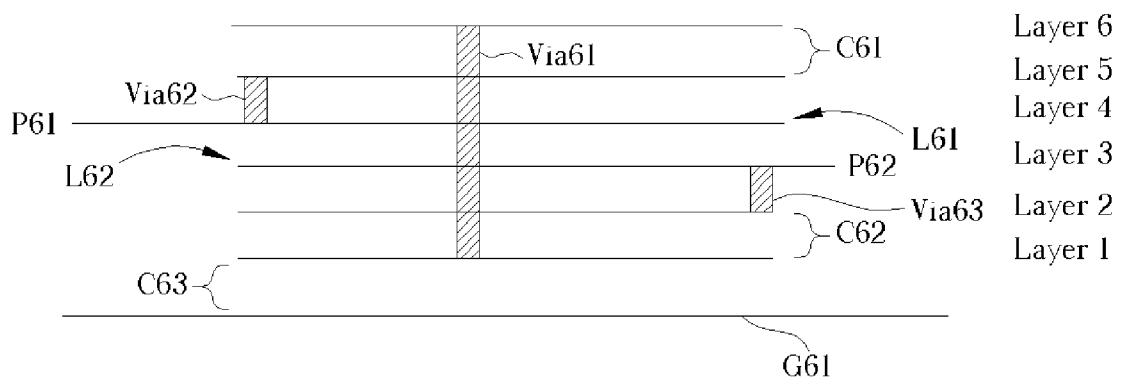 Layer 6
C61
Via61
Layer 5
Via62
Layer 4
P61
L61
Layer 3
P62
L62
Via63
Layer 2
C62
Layer 1
C63
G61